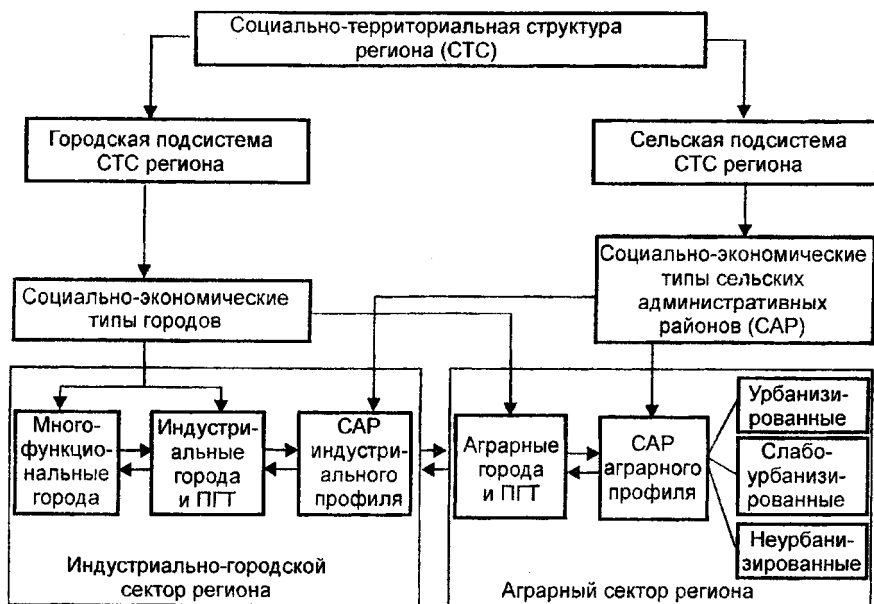 Социально-территориальная структура
региона (СТС)
Городская подсистема
СТС региона
Сельская подсистема
СТС региона
Социально-экономические
типы городов
Социально-экономические
типы сельских
административных
районов (САР)
Много-
функцио-
нальные
города
Индустри-
альные
города
и ПГТ
САР
индустри-
ального
профиля
Аграрные
города
и ПГТ
САР
аграрного
профиля
Урбанизи-
рованные
Слабо-
урбанизи-
рованные
Неурбани-
зированные
Индустриально-городской
сектор региона
Аграрный сектор региона